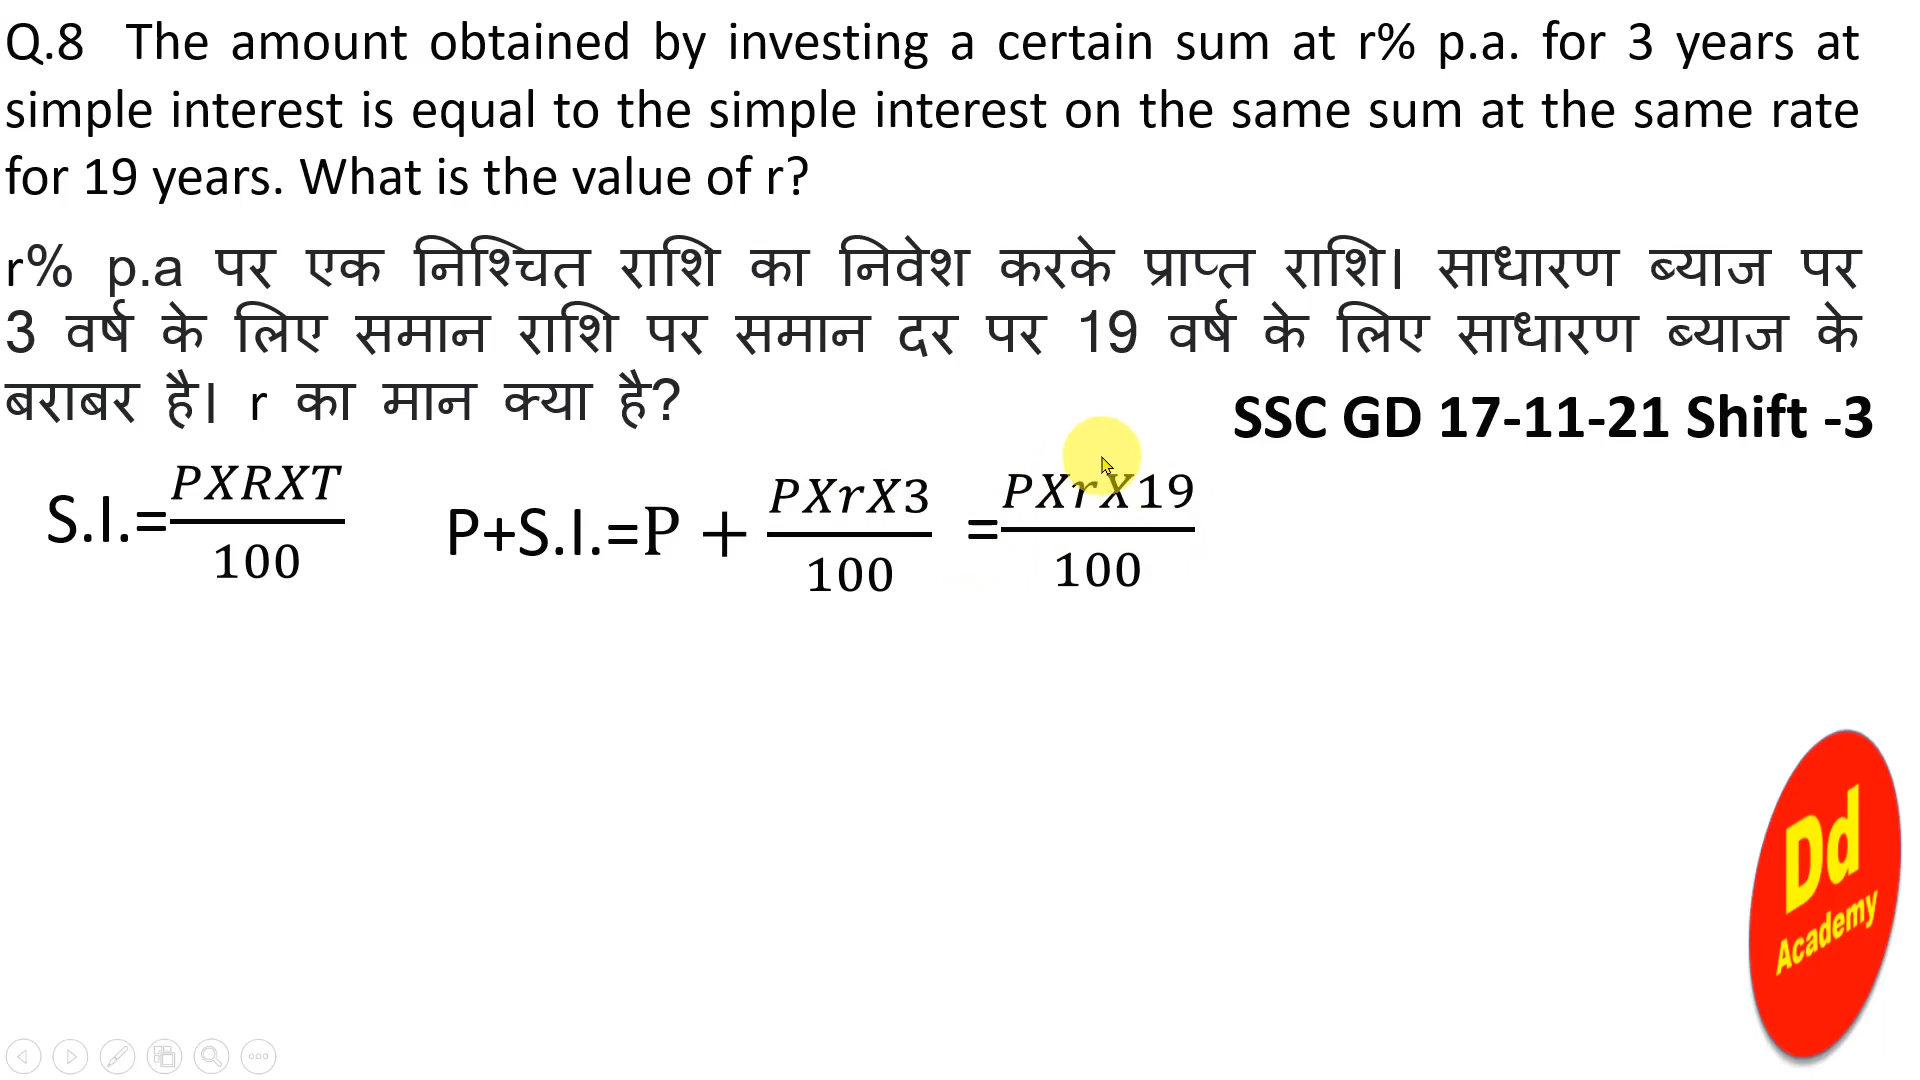 Q.8 The amount obtained by investing a certain sum at r% p.a. for 3 years at
simple interest is equal to the simple interest on the same sum at the same rate
for 19 years. What is the value of r?
r% p.a पर एक निश्चित राशि का निवेश करके प्राप्त राशि। साधारण ब्याज पर
3 वर्ष के लिए समान राशि पर समान दर पर 19 वर्ष के लिए साधारण ब्याज के
बराबर है। r का मान क्या है?
SSC GD 17-11-21 Shift -3
S.I.=PXRXT/100 P+S.I.=P + PXrX3/100 =PXrX19/100
Dd
Academy